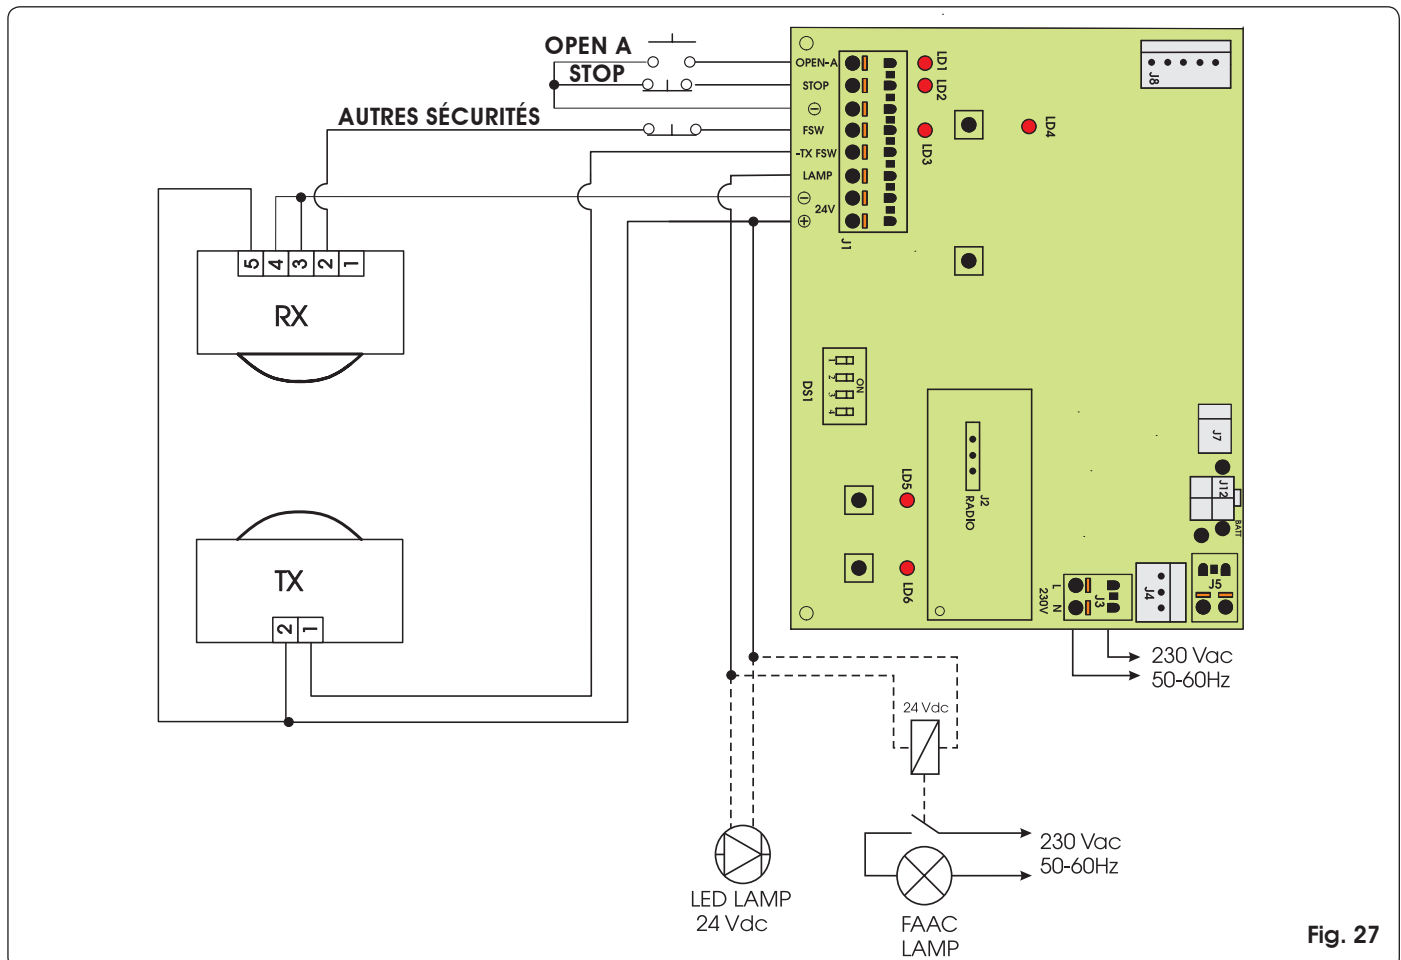 OPEN A
STOP
AUTRES SÉCURITÉS
OPEN-A
STOP
⊖
FSW
-TX FSW
LAMP
⊖
24V
⊕
J1
LD1
LD2
LD3
LD4
J8
5 4 3 2 1
RX
TX
2 1
DS1
1
2
3
4
ON
LD5
LD6
J2
RADIO
J7
J12
BATT
J5
J4
J3
L
N
230V
230 Vac
50-60Hz
24 Vdc
230 Vac
50-60Hz
LED LAMP
24 Vdc
FAAC
LAMP
Fig. 27